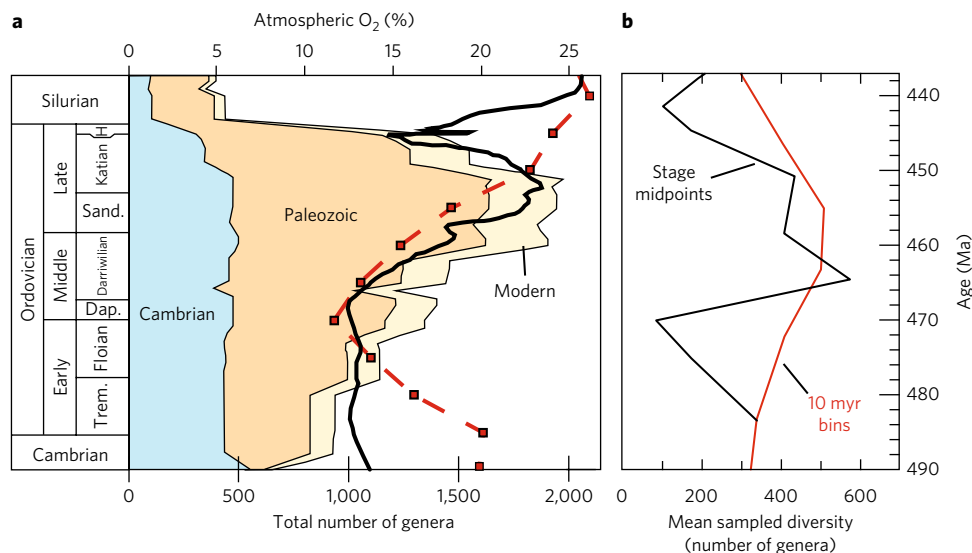 a
Atmospheric O2 (%)
0 5 10 15 20 25
Silurian
Ordovician
Late
Middle
Early
H
Katian
Sand.
Darriwilian
Dap.
Floian
Trem.
Cambrian
Cambrian
Paleozoic
Modern
0 500 1,000 1,500 2,000
Total number of genera
b
Stage
midpoints
10 myr
bins
440
450
460
470
480
490
Age (Ma)
0 200 400 600
Mean sampled diversity
(number of genera)